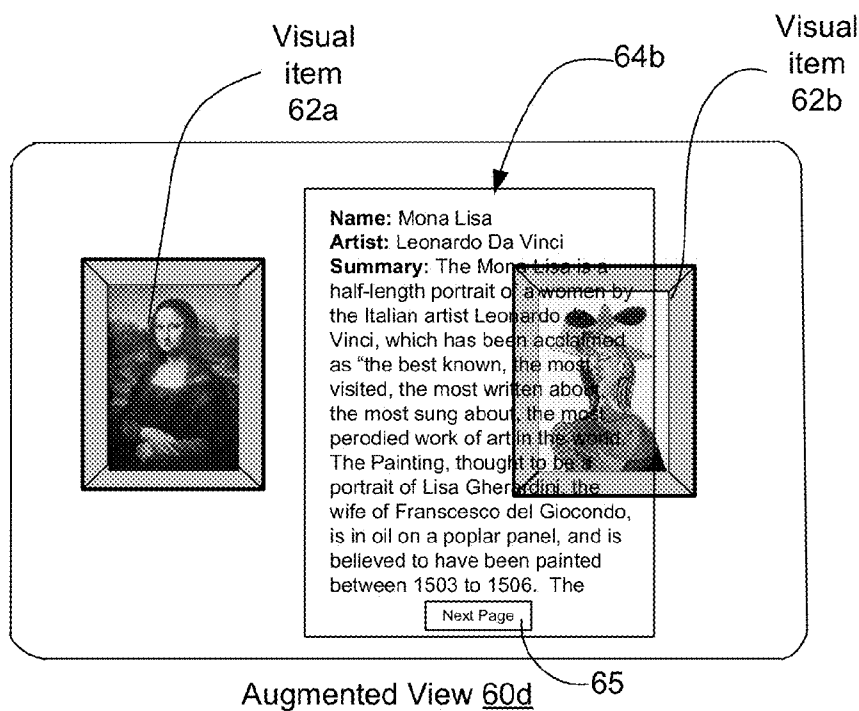 Visual
item
62a
64b
Visual
item
62b
Name: Mona Lisa
Artist: Leonardo Da Vinci
Summary: The Mona Lisa is a
half-length portrait of a women by
the Italian artist Leonardo da
Vinci, which has been acclaimed
as “the best known, the most
visited, the most written about,
the most sung about, the most
perodied work of art in the world.
The Painting, thought to be a
portrait of Lisa Gherardini, the
wife of Franscesco del Giocondo,
is in oil on a poplar panel, and is
believed to have been painted
between 1503 to 1506. The
Next Page
65
Augmented View 60d